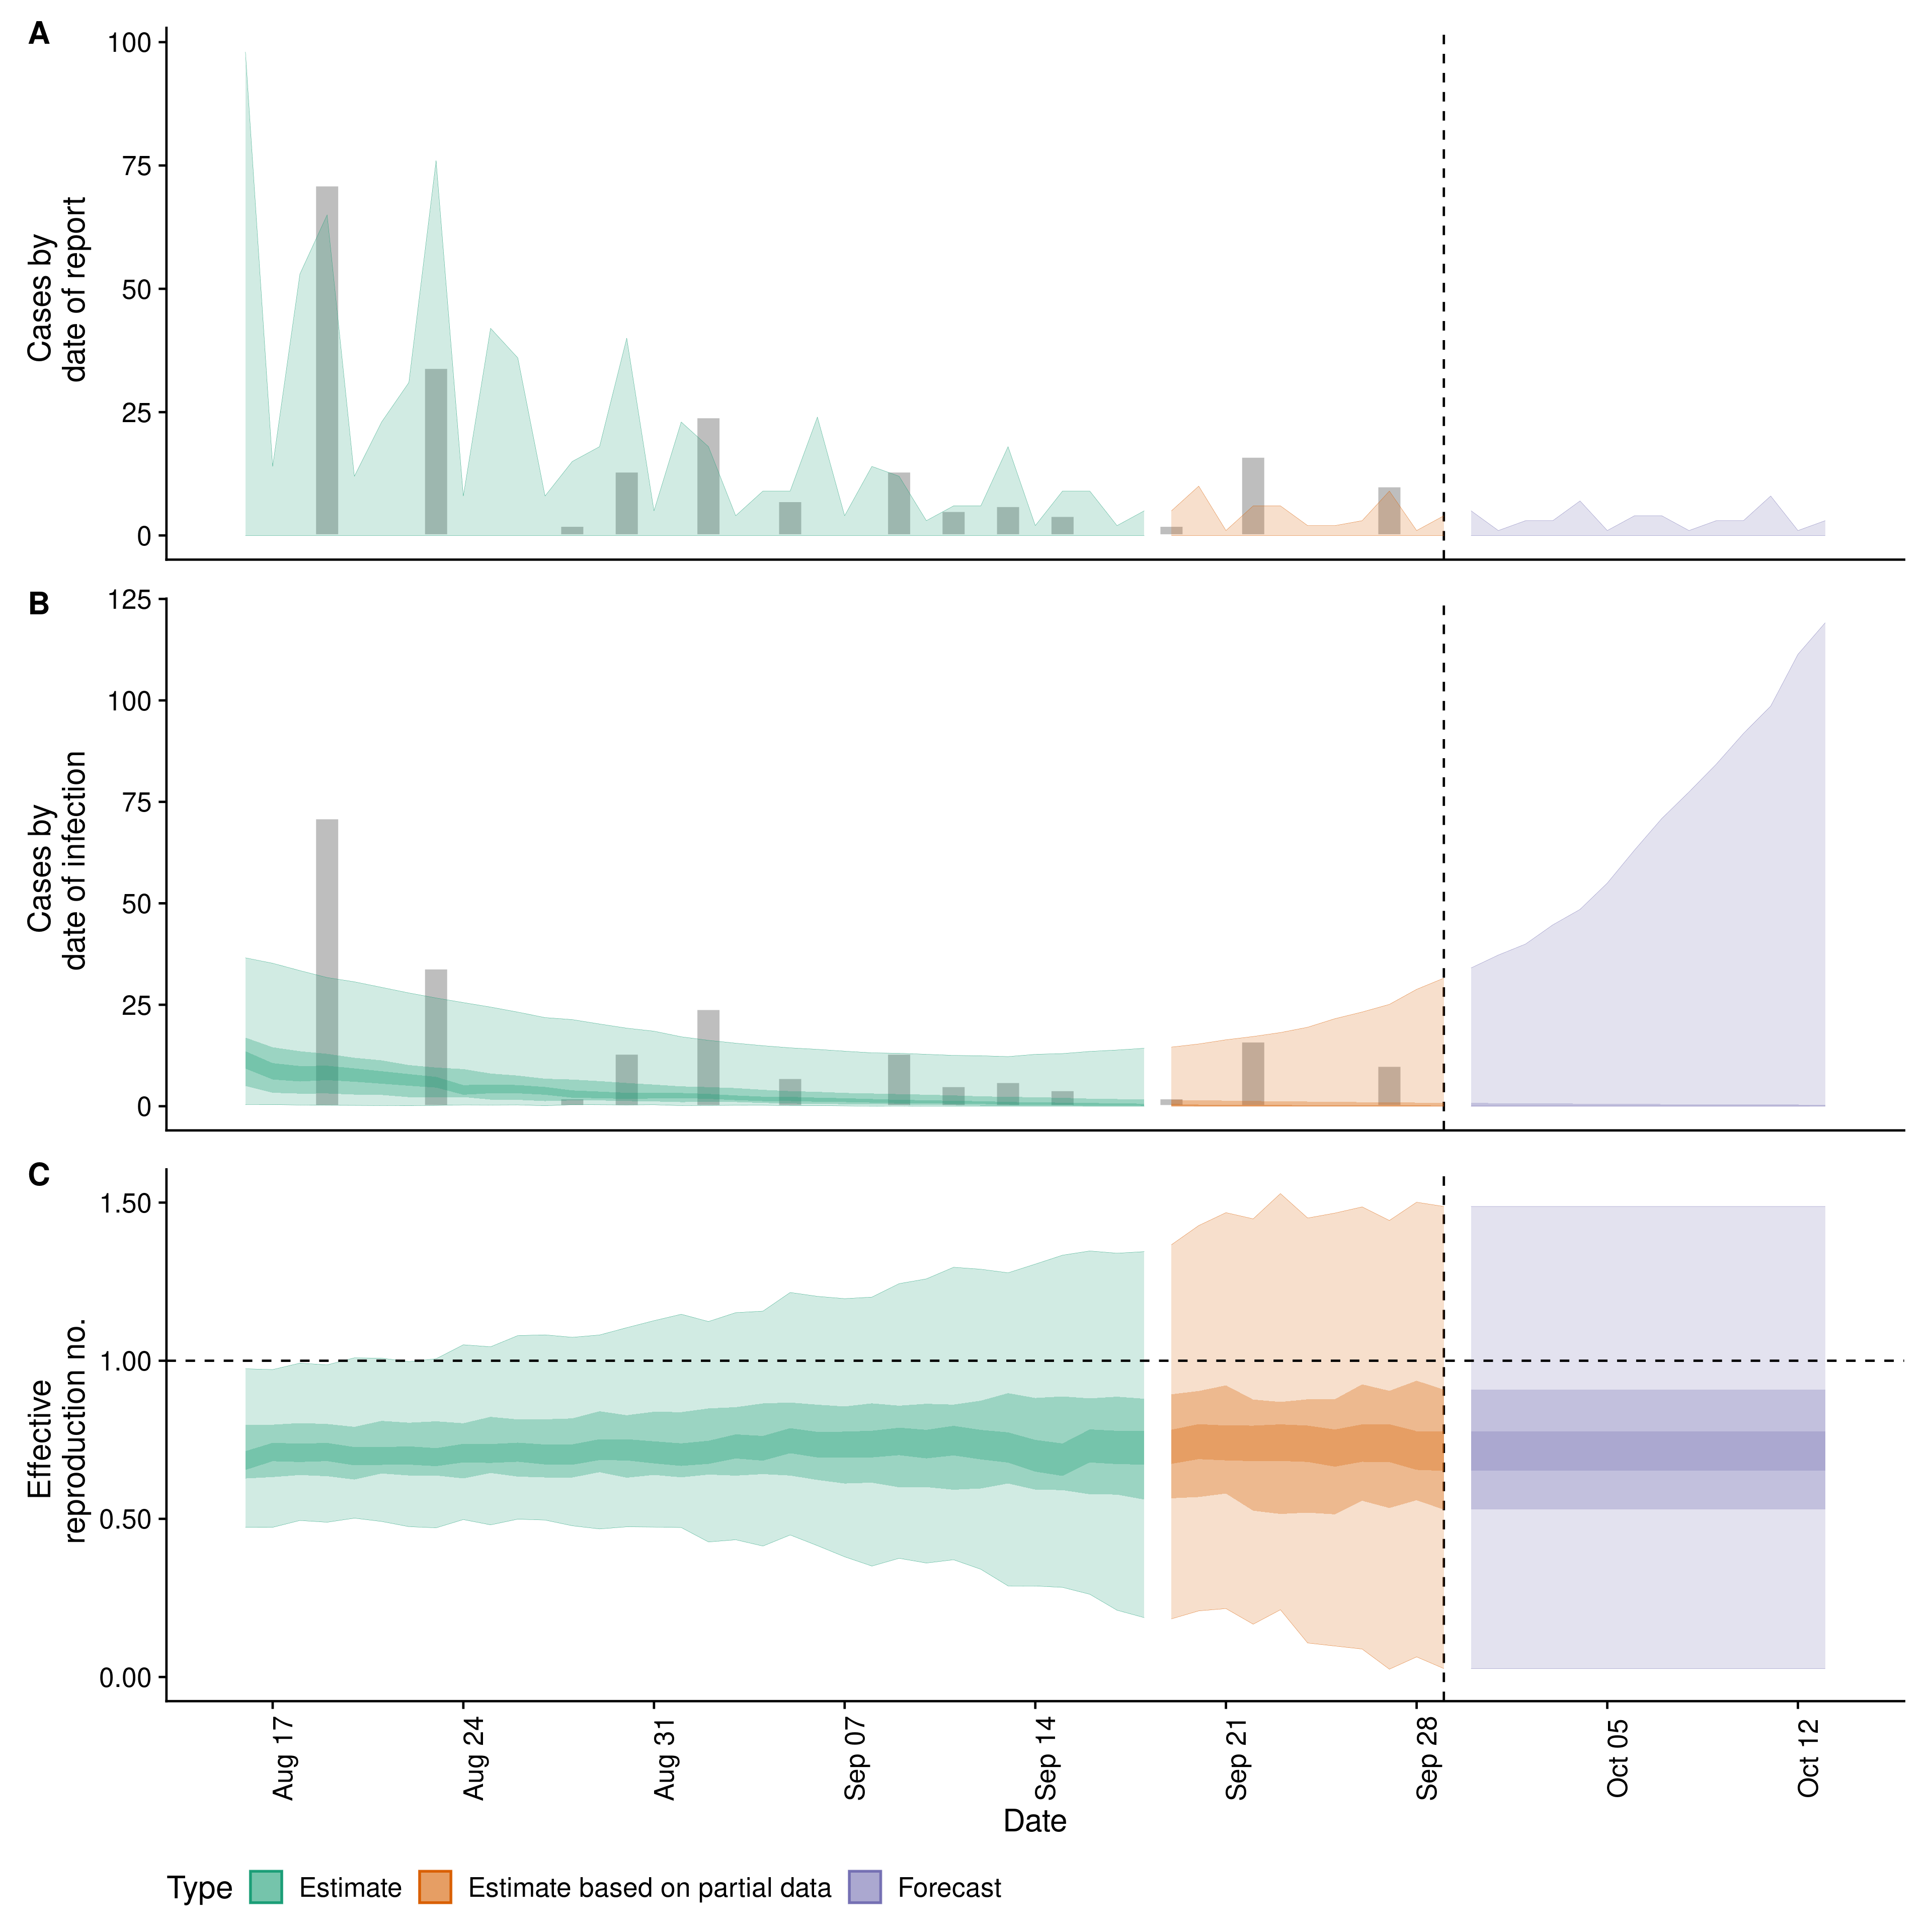 A
100
75
50
25
0
Cases by
date of report
B
125
100
75
50
25
0
Cases by
date of infection
C
1.50
1.00
0.50
0.00
Effective
reproduction no.
Aug 17
Aug 24
Aug 31
Sep 07
Sep 14
Sep 21
Sep 28
Oct 05
Oct 12
Date
Type Estimate Estimate based on partial data Forecast